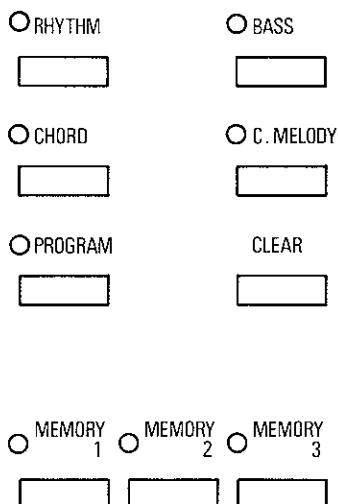 RHYTHM BASS
CHORD C. MELODY
PROGRAM CLEAR
MEMORY 1 MEMORY 2 MEMORY 3